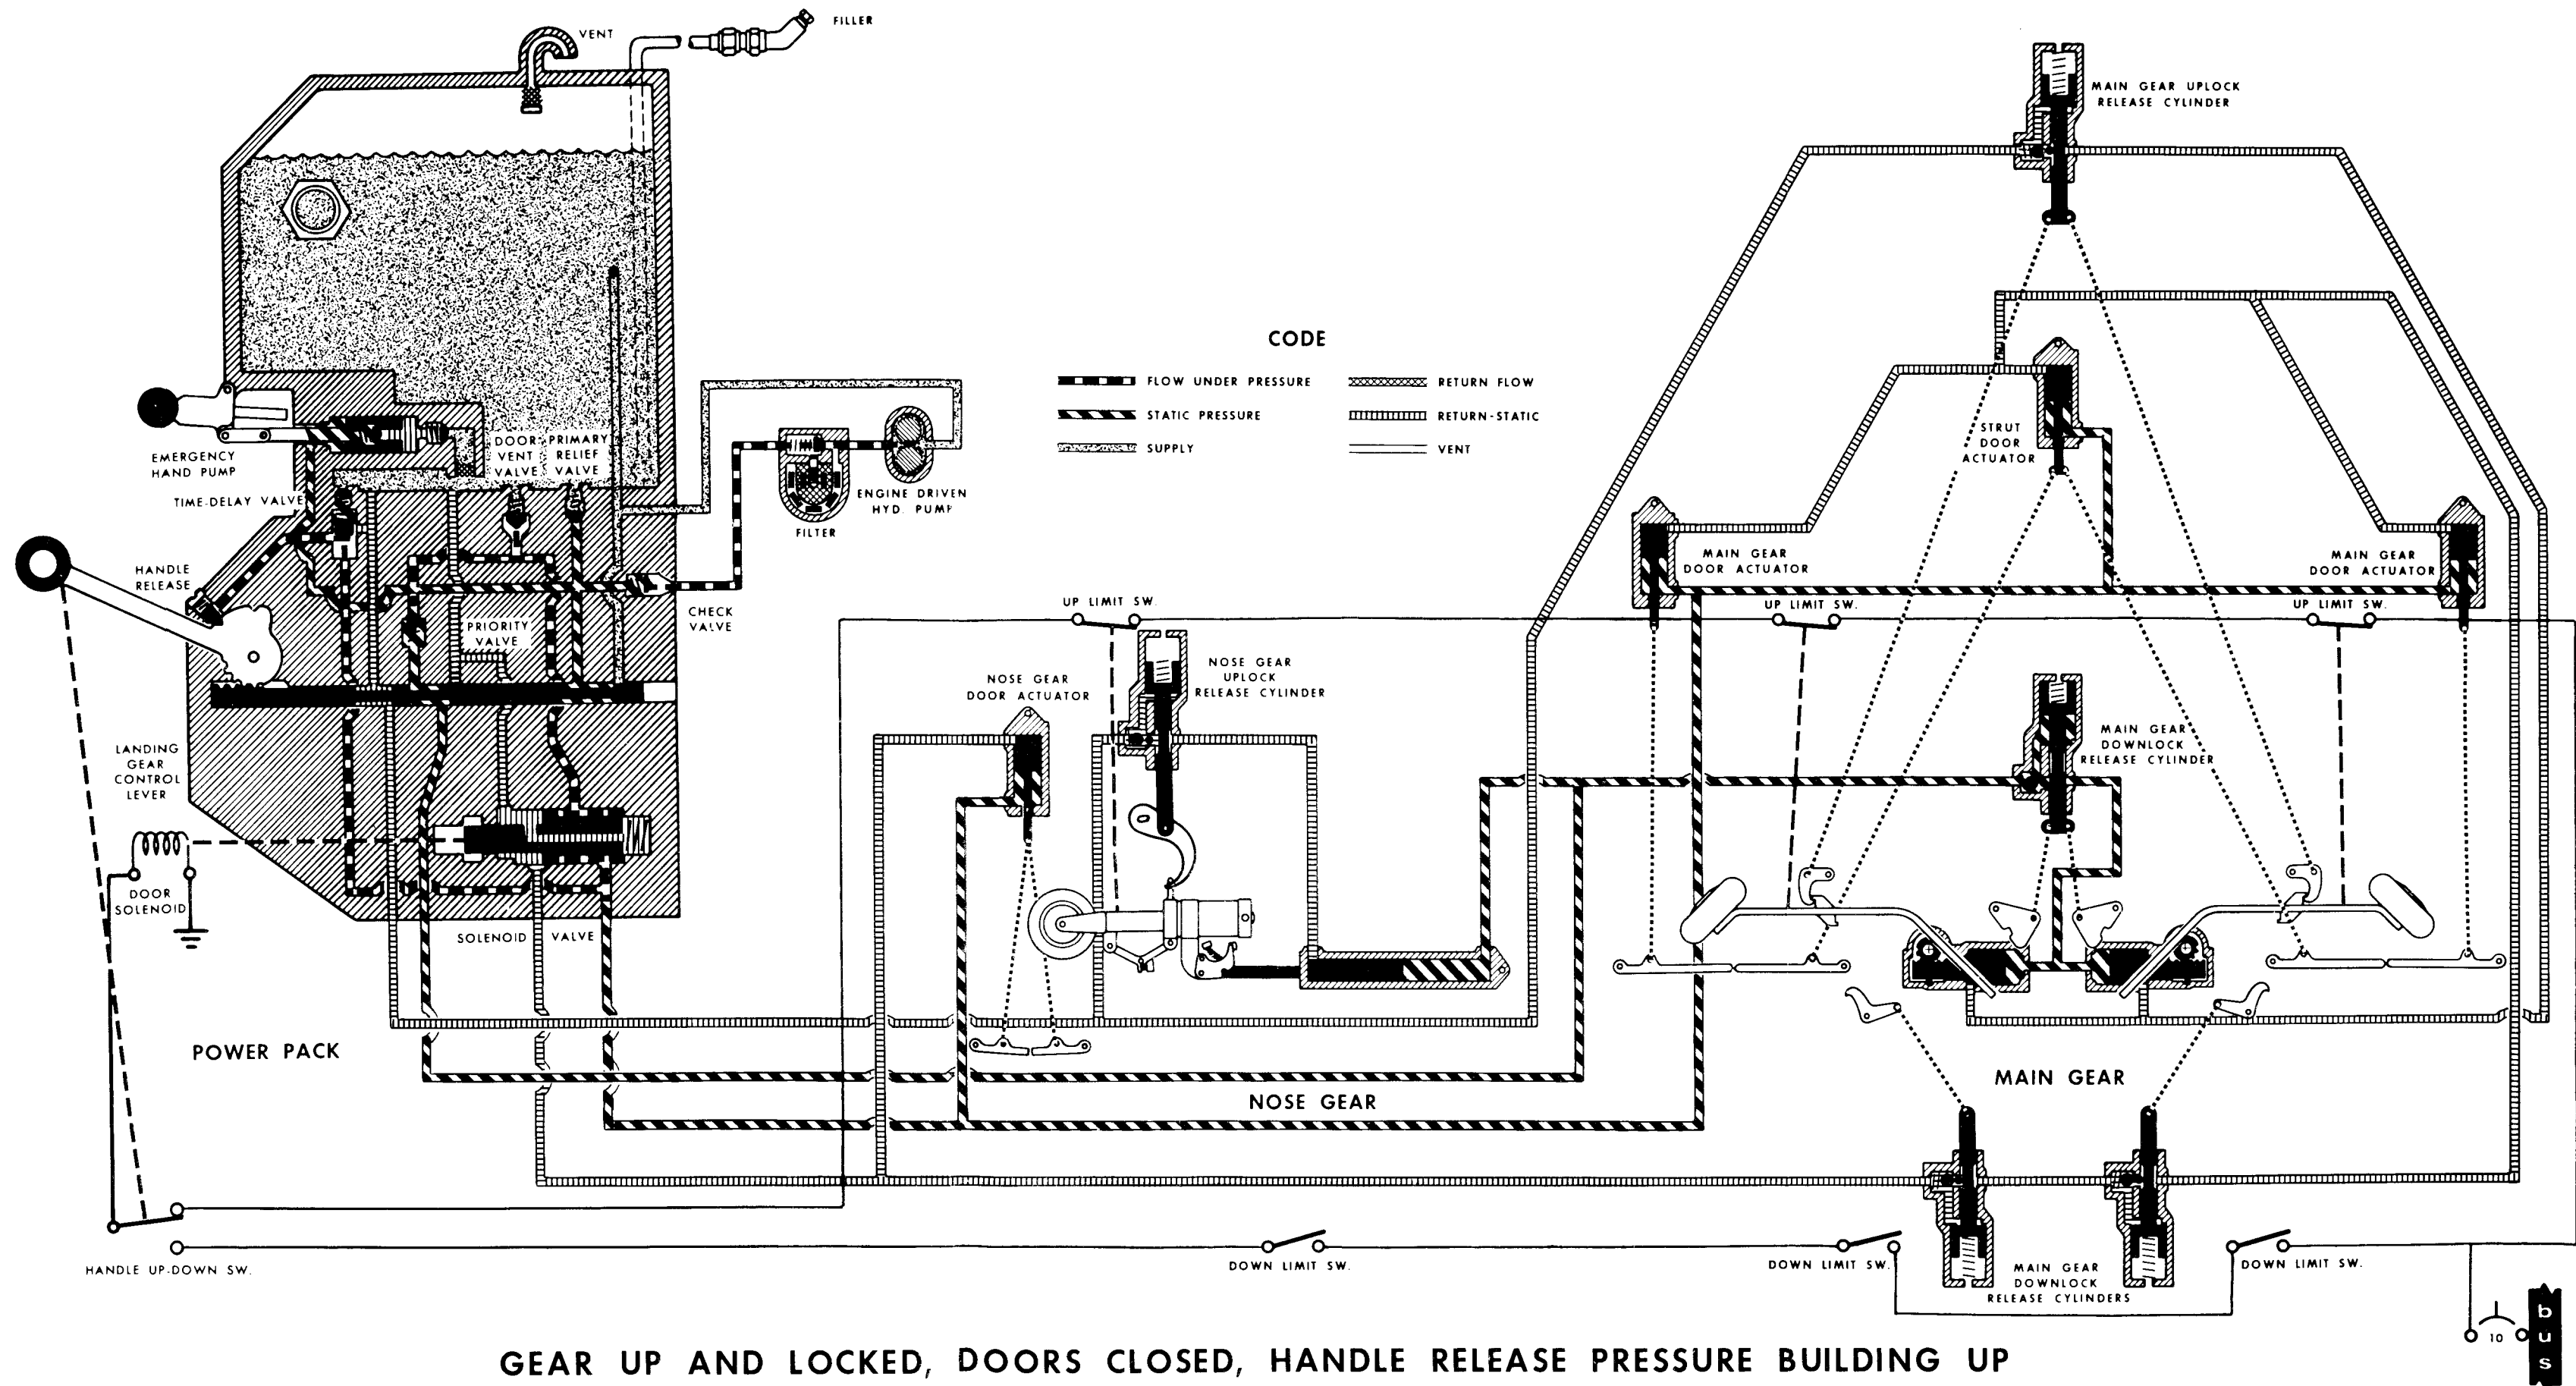 FILLER
VENT
MAIN GEAR UPLOCK
RELEASE CYLINDER
CODE
FLOW UNDER PRESSURE
RETURN FLOW
STATIC PRESSURE
RETURN-STATIC
SUPPLY
VENT
EMERGENCY
HAND PUMP
DOOR
VENT
VALVE
PRIMARY
RELIEF
VALVE
TIME-DELAY VALVE
ENGINE DRIVEN
HYD. PUMP
FILTER
STRUT
DOOR
ACTUATOR
HANDLE
RELEASE
MAIN GEAR
DOOR ACTUATOR
MAIN GEAR
DOOR ACTUATOR
CHECK
VALVE
PRIORITY
VALVE
UP LIMIT SW.
UP LIMIT SW.
UP LIMIT SW.
NOSE GEAR
DOOR ACTUATOR
NOSE GEAR
UPLOCK
RELEASE CYLINDER
LANDING
GEAR
CONTROL
LEVER
MAIN GEAR
DOWNLOCK
RELEASE CYLINDER
DOOR
SOLENOID
SOLENOID VALVE
POWER PACK
NOSE GEAR
MAIN GEAR
HANDLE UP-DOWN SW.
DOWN LIMIT SW.
DOWN LIMIT SW.
MAIN GEAR
DOWNLOCK
RELEASE CYLINDERS
DOWN LIMIT SW.
10
bus
GEAR UP AND LOCKED, DOORS CLOSED, HANDLE RELEASE PRESSURE BUILDING UP